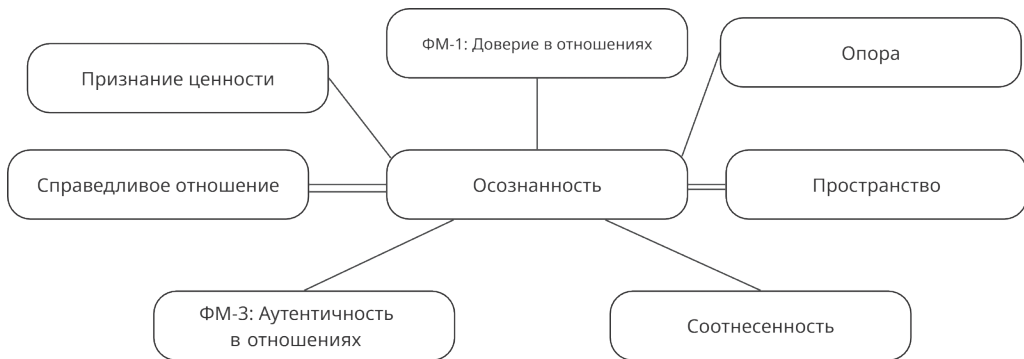 ФМ-1: Доверие в отношениях
Опора
Признание ценности
Справедливое отношение
Осознанность
Пространство
ФМ-3: Аутентичность
в отношениях
Соотнесенность